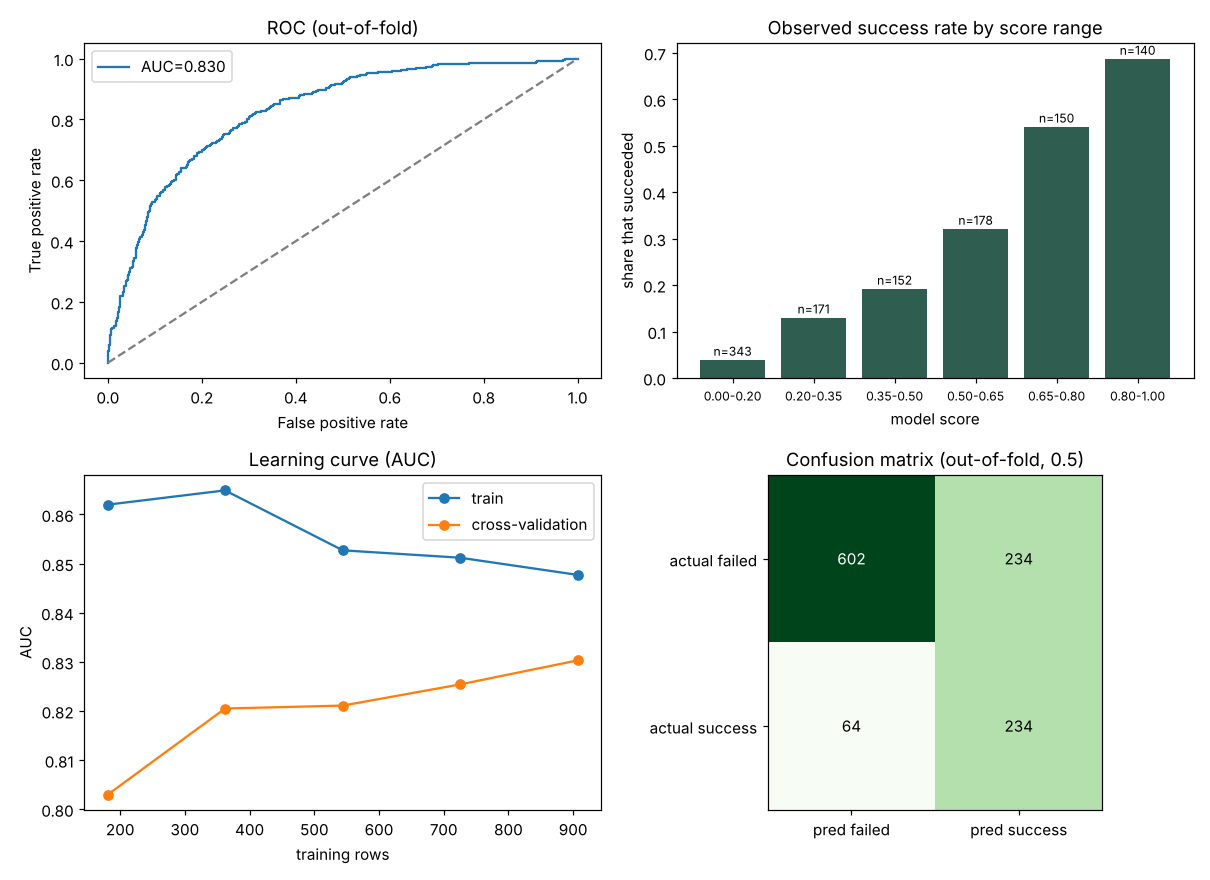 ROC (out-of-fold)
AUC=0.830
1.0
0.8
0.6
0.4
0.2
0.0
True positive rate
0.0 0.2 0.4 0.6 0.8 1.0
False positive rate
Observed success rate by score range
0.7
0.6
0.5
0.4
0.3
0.2
0.1
0.0
share that succeeded
n=343
n=171
n=152
n=178
n=150
n=140
0.00-0.20 0.20-0.35 0.35-0.50 0.50-0.65 0.65-0.80 0.80-1.00
model score
Learning curve (AUC)
train
cross-validation
0.86
0.85
0.84
0.83
0.82
0.81
0.80
AUC
200 300 400 500 600 700 800 900
training rows
Confusion matrix (out-of-fold, 0.5)
actual failed 602 234
actual success 64 234
pred failed pred success